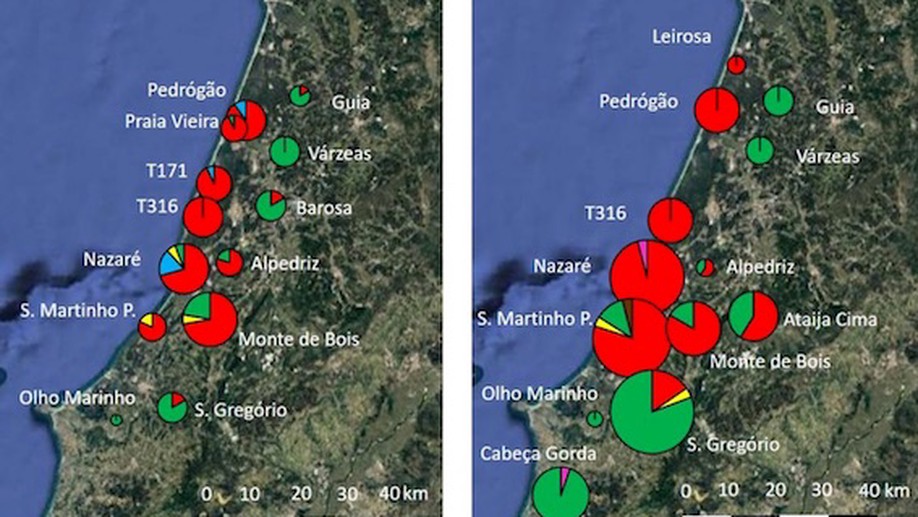 Pedrógão
Guia
Praia Vieira
Várzeas
T171
T316
Barosa
Nazaré
Alpedriz
S. Martinho P.
Monte de Bois
Olho Marinho
S. Gregório
0 10 20 30 40 km
Leirosa
Pedrógão
Guia
Várzeas
T316
Nazaré
Alpedriz
S. Martinho P.
Ataija Cima
Monte de Bois
Olho Marinho
S. Gregório
Cabeça Gorda
0 10 20 30 40 km